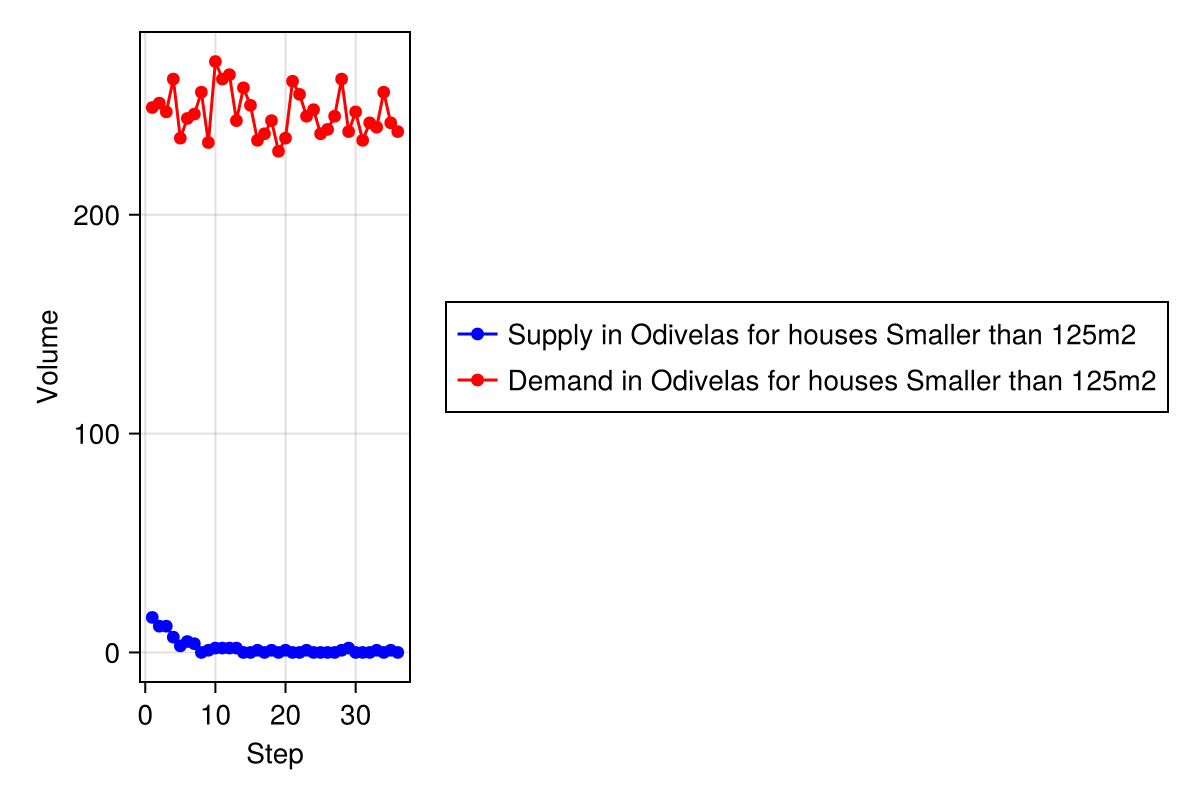 200
100
0
Volume
0 10 20 30
Step
Supply in Odivelas for houses Smaller than 125m2
Demand in Odivelas for houses Smaller than 125m2